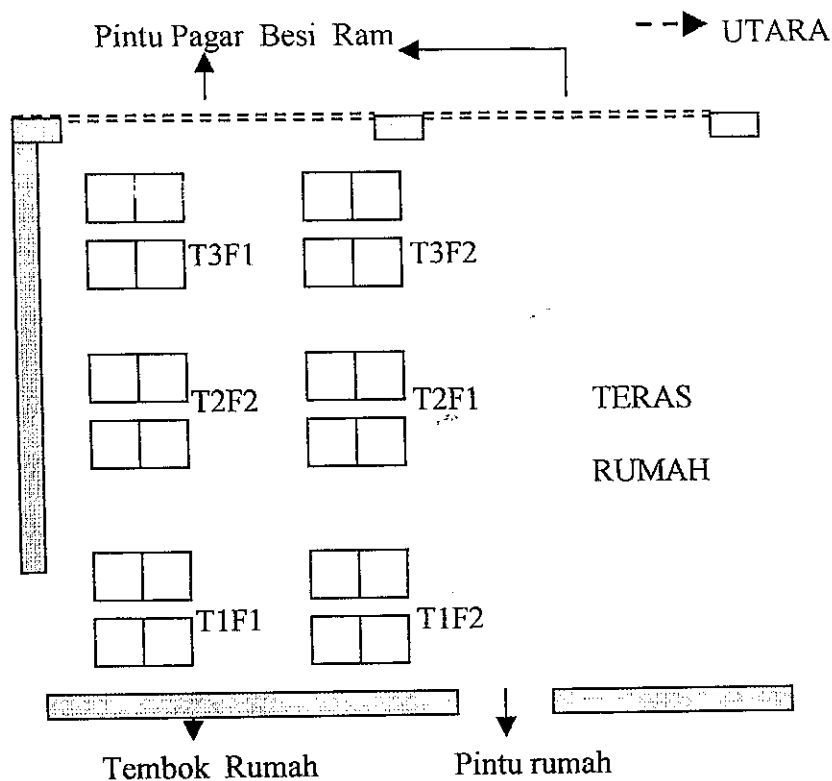 Pintu Pagar Besi Ram
UTARA
T3F1
T3F2
T2F2
T2F1
TERAS
RUMAH
T1F1
T1F2
Tembok Rumah
Pintu rumah